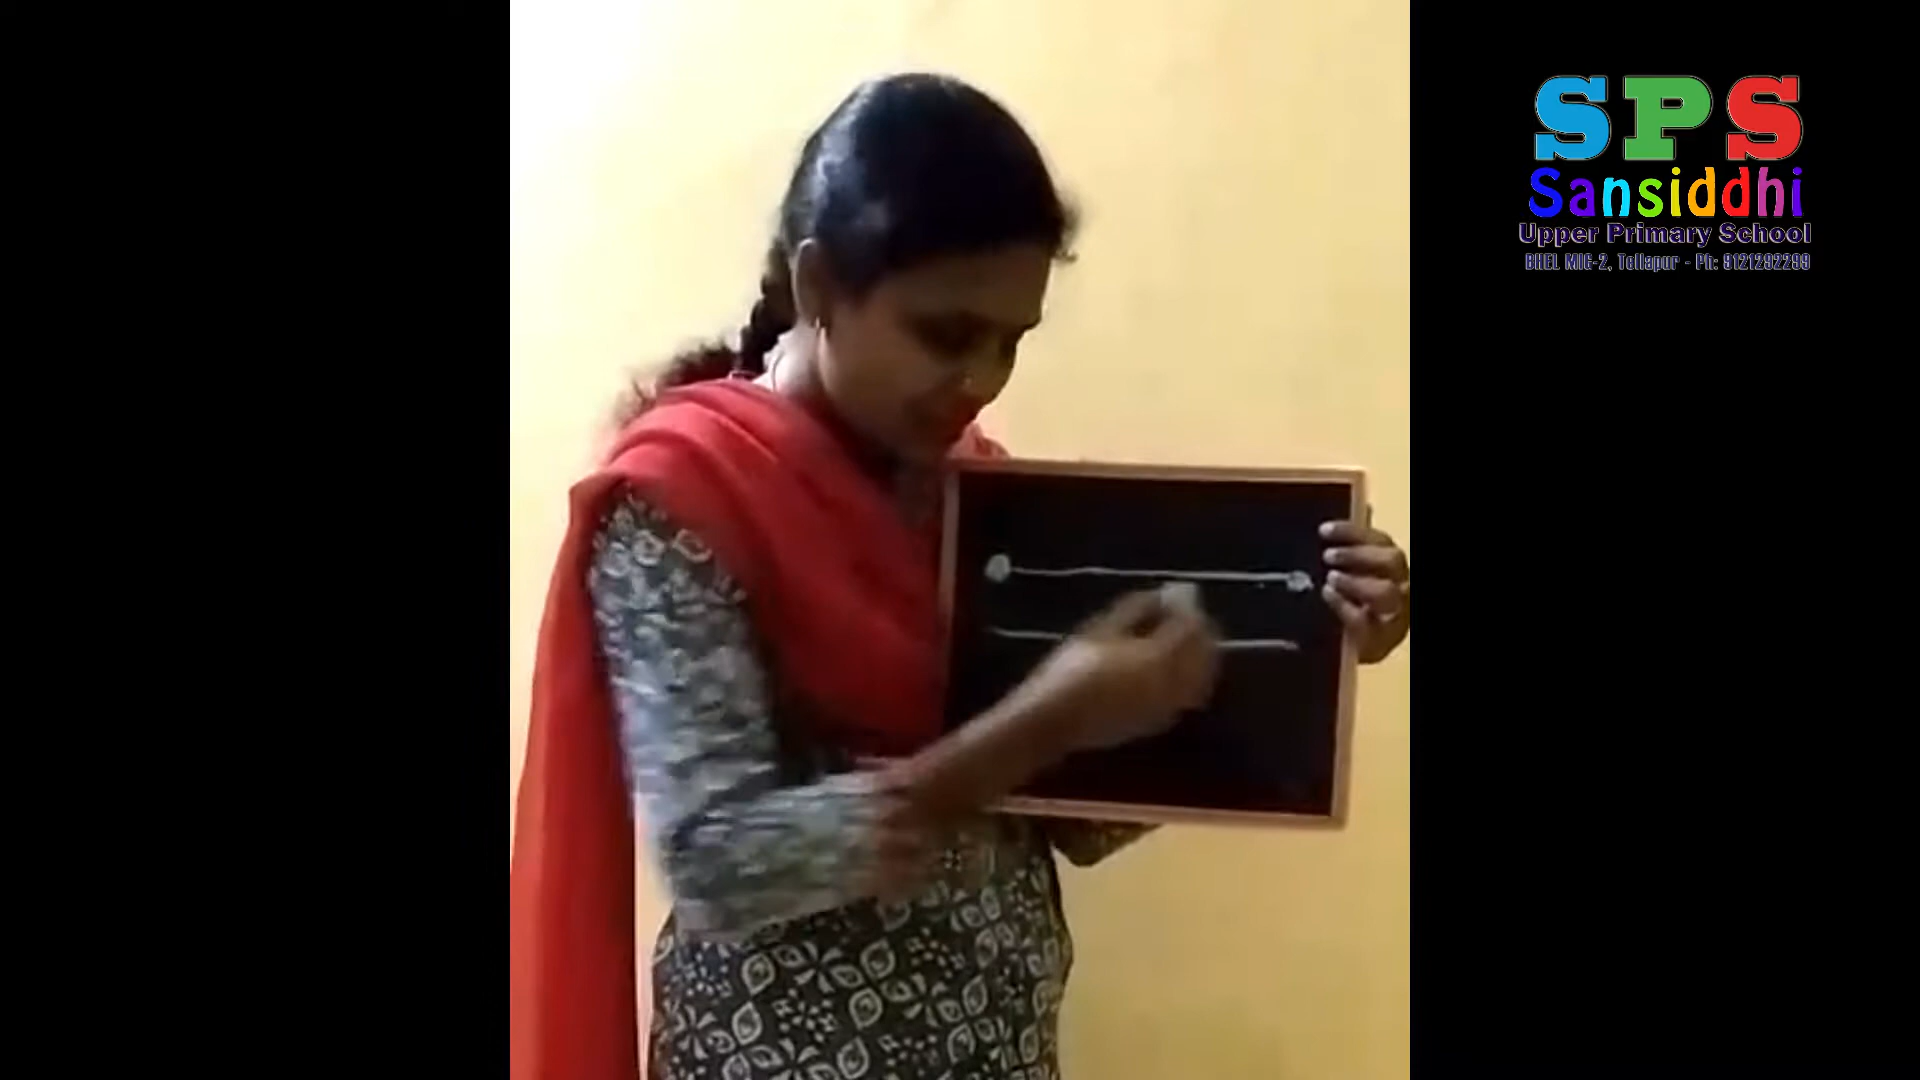 SPS
Sansiddhi
Upper Primary School
BHEL MIG-2, Tellapur - Ph: 9121292299